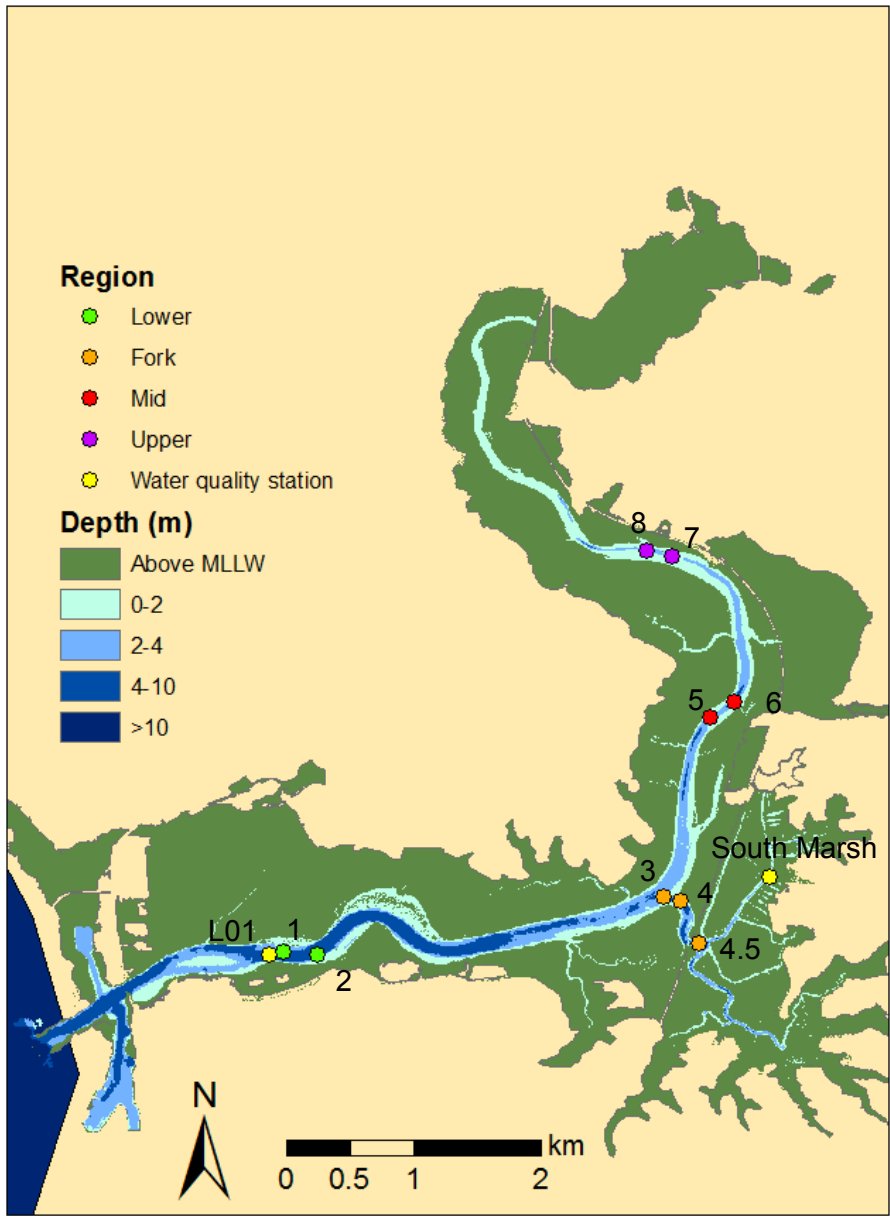 Region
Lower
Fork
Mid
Upper
Water quality station
Depth (m)
Above MLLW
0-2
2-4
4-10
>10
8
7
5
6
South Marsh
3
4
4.5
L01
1
2
N
km
0 0.5 1 2